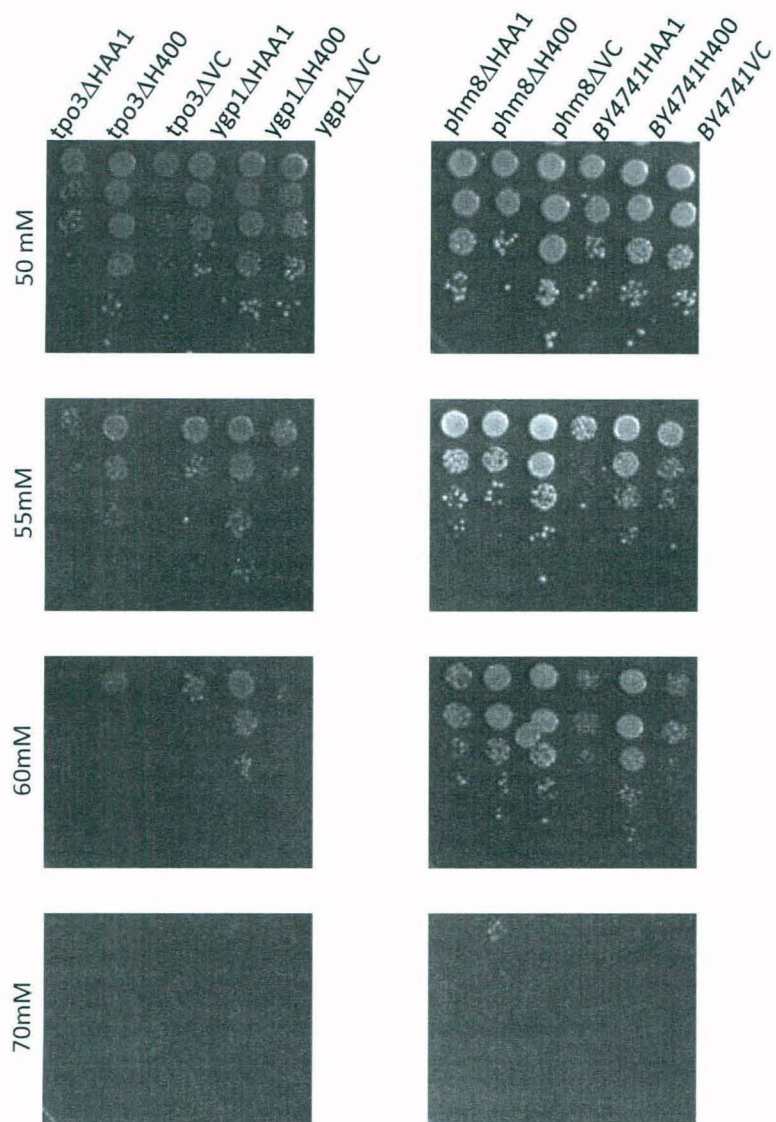 tpo3ΔHAA1
tpo3ΔH400
tpo3ΔVC
ygp1ΔHAA1
ygp1ΔH400
ygp1ΔVC
phm8ΔHAA1
phm8ΔH400
phm8ΔVC
BY4741HAA1
BY4741H400
BY4741VC
50 mM
55mM
60mM
70mM